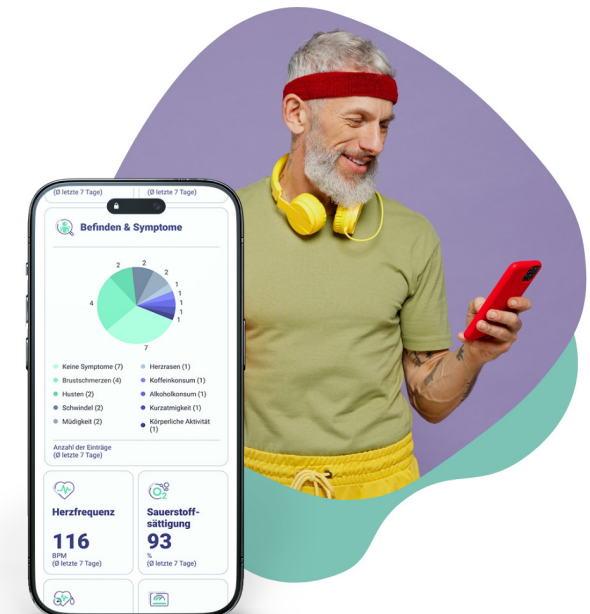 (Ø letzte 7 Tage) (Ø letzte 7 Tage)
Befinden & Symptome
2
2
2
1
1
1
1
1
4
7
Keine Symptome (7)
Brustschmerzen (4)
Husten (2)
Schwindel (2)
Müdigkeit (2)
Herzrasen (1)
Koffeinkonsum (1)
Alkoholkonsum (1)
Kurzatmigkeit (1)
Körperliche Aktivität
(1)
Anzahl der Einträge
(Ø letzte 7 Tage)
Herzfrequenz
116
BPM
(Ø letzte 7 Tage)
O2
Sauerstoff-
sättigung
93
%
(Ø letzte 7 Tage)